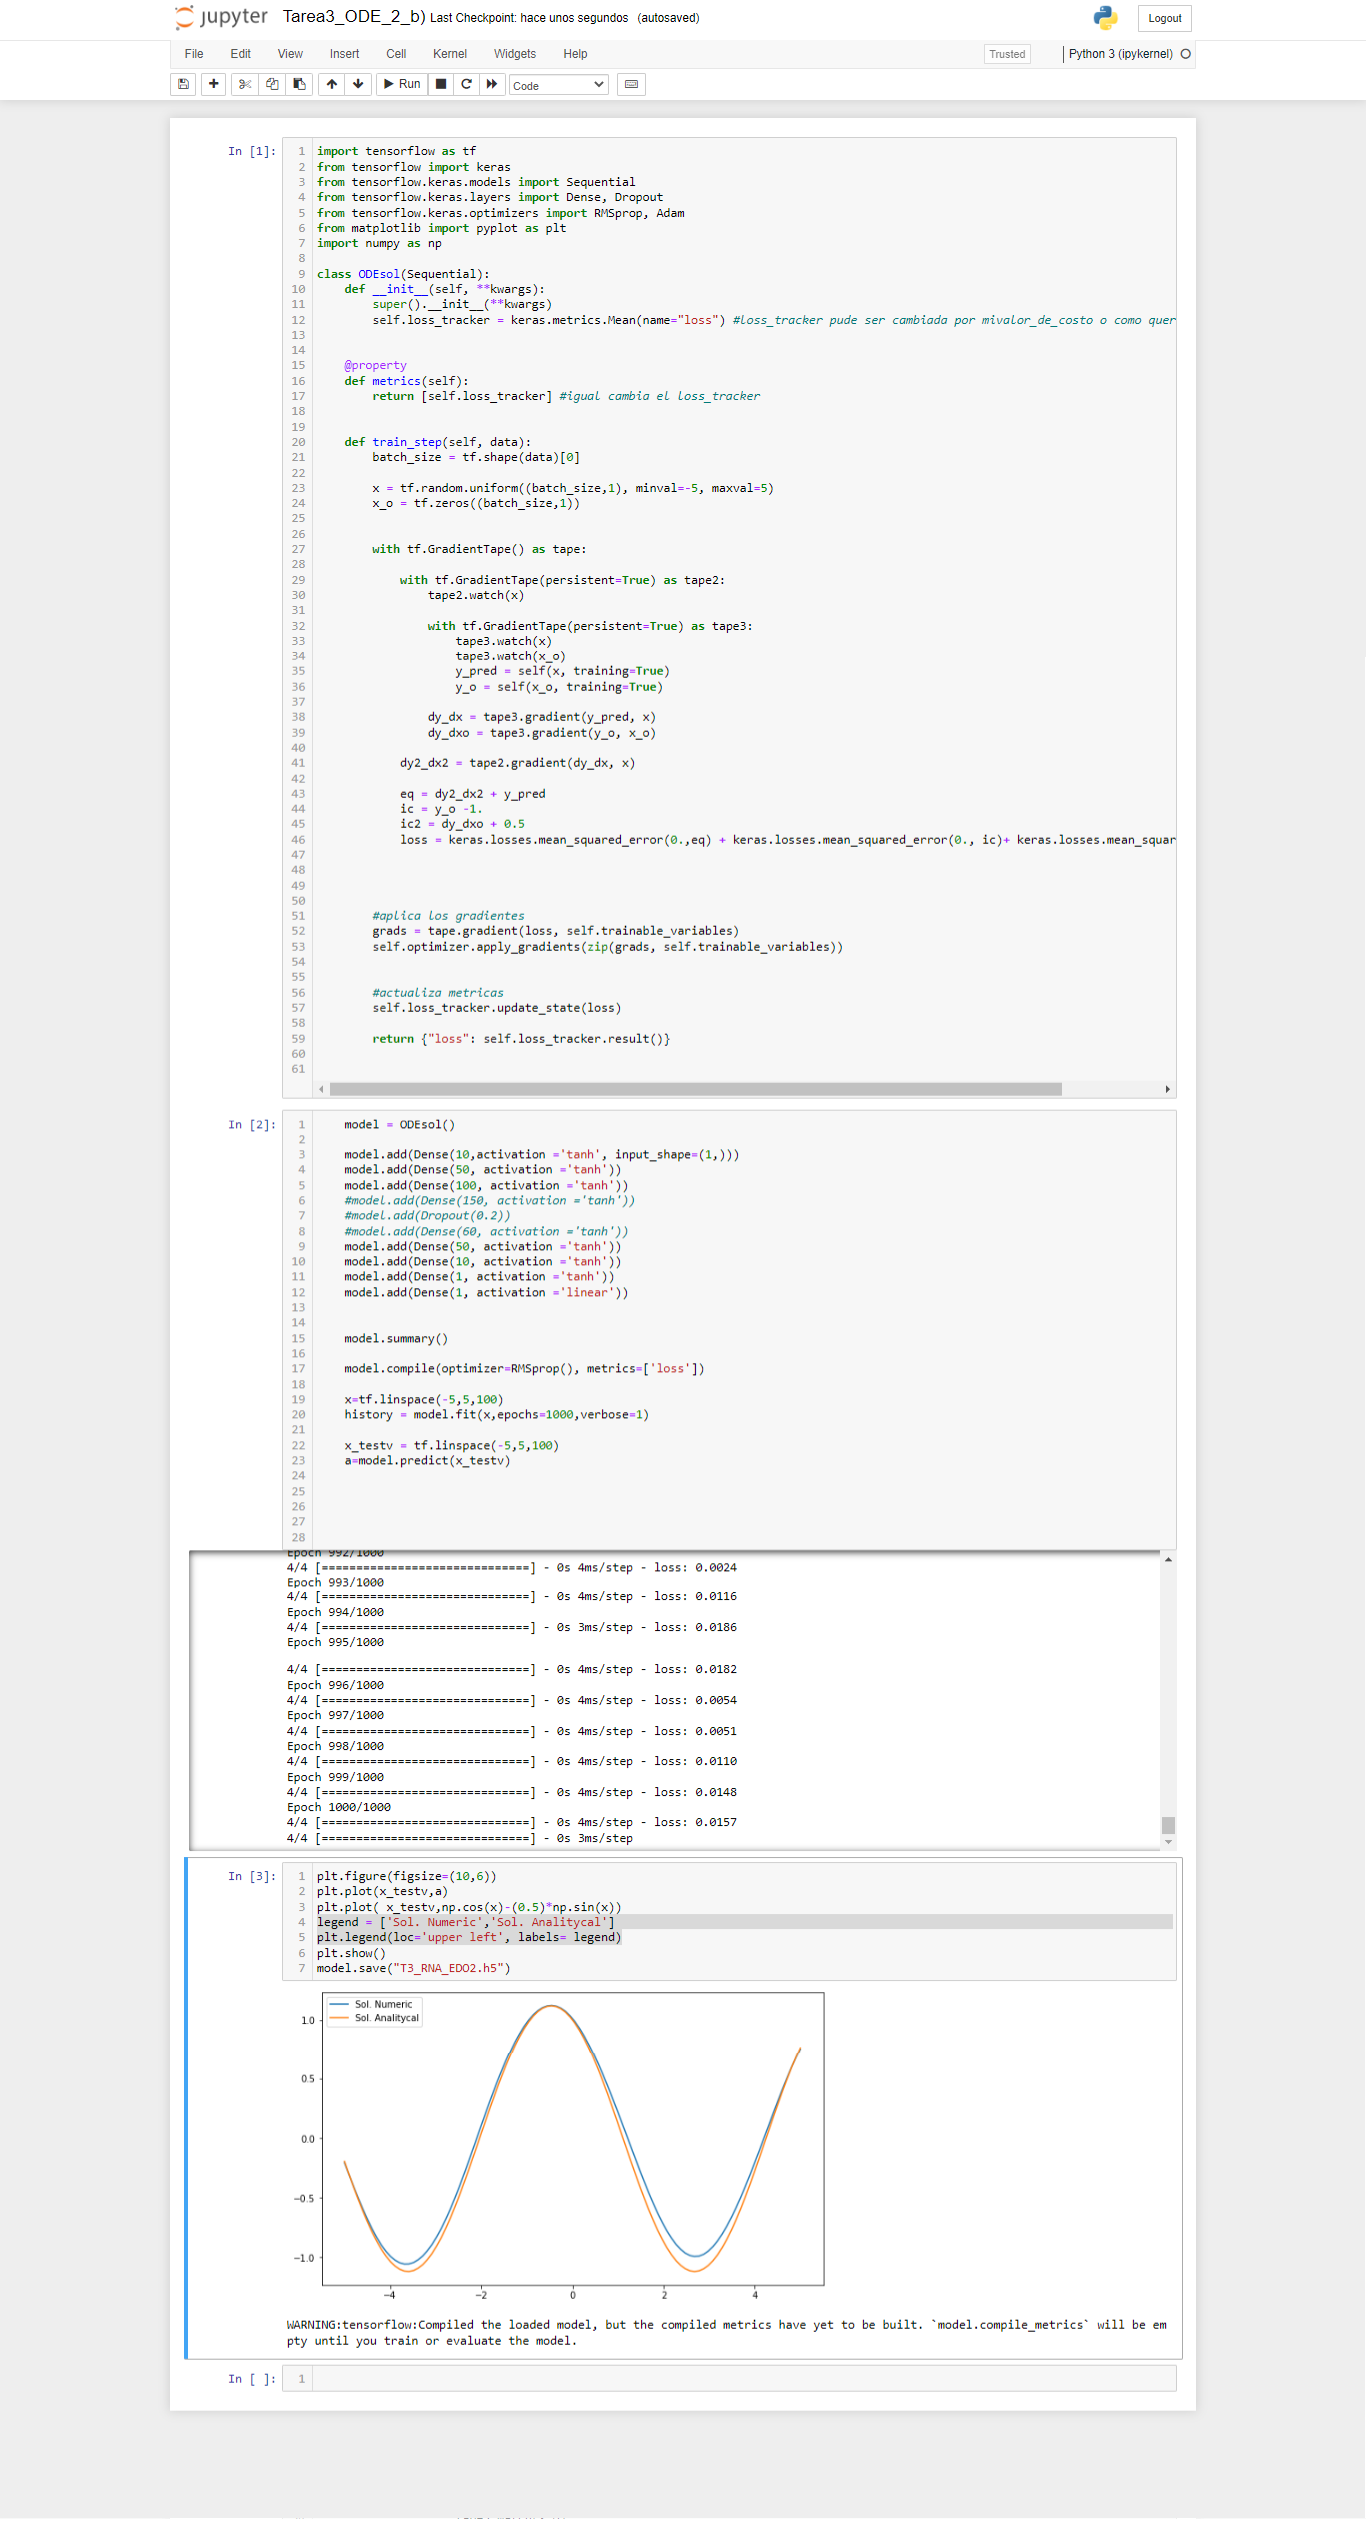 jupyter Tarea3_ODE_2_b) Last Checkpoint: hace unos segundos (autosaved)
Logout
File Edit View Insert Cell Kernel Widgets Help
Trusted
Python 3 (ipykernel)
Run
Code
In [1]:
1 import tensorflow as tf
2 from tensorflow import keras
3 from tensorflow.keras.models import Sequential
4 from tensorflow.keras.layers import Dense, Dropout
5 from tensorflow.keras.optimizers import RMSprop, Adam
6 from matplotlib import pyplot as plt
7 import numpy as np
8
9 class ODEsol(Sequential):
10 def __init__(self, **kwargs):
11 super().__init__(**kwargs)
12 self.loss_tracker = keras.metrics.Mean(name="loss") #loss_tracker pude ser cambiada por mivalor_de_costo o como quer
13
14
15 @property
16 def metrics(self):
17 return [self.loss_tracker] #igual cambia el loss_tracker
18
19
20 def train_step(self, data):
21 batch_size = tf.shape(data)[0]
22
23 x = tf.random.uniform((batch_size,1), minval=-5, maxval=5)
24 x_o = tf.zeros((batch_size,1))
25
26
27 with tf.GradientTape() as tape:
28
29 with tf.GradientTape(persistent=True) as tape2:
30 tape2.watch(x)
31
32 with tf.GradientTape(persistent=True) as tape3:
33 tape3.watch(x)
34 tape3.watch(x_o)
35 y_pred = self(x, training=True)
36 y_o = self(x_o, training=True)
37
38 dy_dx = tape3.gradient(y_pred, x)
39 dy_dxo = tape3.gradient(y_o, x_o)
40
41 dy2_dx2 = tape2.gradient(dy_dx, x)
42
43 eq = dy2_dx2 + y_pred
44 ic = y_o -1.
45 ic2 = dy_dxo + 0.5
46 loss = keras.losses.mean_squared_error(0.,eq) + keras.losses.mean_squared_error(0., ic)+ keras.losses.mean_squar
47
48
49
50
51 #aplica los gradientes
52 grads = tape.gradient(loss, self.trainable_variables)
53 self.optimizer.apply_gradients(zip(grads, self.trainable_variables))
54
55
56 #actualiza metricas
57 self.loss_tracker.update_state(loss)
58
59 return {"loss": self.loss_tracker.result()}
60
61
In [2]:
1 model = ODEsol()
2
3 model.add(Dense(10,activation ='tanh', input_shape=(1,)))
4 model.add(Dense(50, activation ='tanh'))
5 model.add(Dense(100, activation ='tanh'))
6 #model.add(Dense(150, activation ='tanh'))
7 #model.add(Dropout(0.2))
8 #model.add(Dense(60, activation ='tanh'))
9 model.add(Dense(50, activation ='tanh'))
10 model.add(Dense(10, activation ='tanh'))
11 model.add(Dense(1, activation ='tanh'))
12 model.add(Dense(1, activation ='linear'))
13
14
15 model.summary()
16
17 model.compile(optimizer=RMSprop(), metrics=['loss'])
18
19 x=tf.linspace(-5,5,100)
20 history = model.fit(x,epochs=1000,verbose=1)
21
22 x_testv = tf.linspace(-5,5,100)
23 a=model.predict(x_testv)
24
25
26
27
28
Epoch 992/1000
4/4 [==============================] - 0s 4ms/step - loss: 0.0024
Epoch 993/1000
4/4 [==============================] - 0s 4ms/step - loss: 0.0116
Epoch 994/1000
4/4 [==============================] - 0s 3ms/step - loss: 0.0186
Epoch 995/1000
4/4 [==============================] - 0s 4ms/step - loss: 0.0182
Epoch 996/1000
4/4 [==============================] - 0s 4ms/step - loss: 0.0054
Epoch 997/1000
4/4 [==============================] - 0s 4ms/step - loss: 0.0051
Epoch 998/1000
4/4 [==============================] - 0s 4ms/step - loss: 0.0110
Epoch 999/1000
4/4 [==============================] - 0s 4ms/step - loss: 0.0148
Epoch 1000/1000
4/4 [==============================] - 0s 4ms/step - loss: 0.0157
4/4 [==============================] - 0s 3ms/step
In [3]:
1 plt.figure(figsize=(10,6))
2 plt.plot(x_testv,a)
3 plt.plot( x_testv,np.cos(x)-(0.5)*np.sin(x))
4 legend = ['Sol. Numeric','Sol. Analitycal']
5 plt.legend(loc='upper left', labels= legend)
6 plt.show()
7 model.save("T3_RNA_EDO2.h5")
Sol. Numeric
Sol. Analitycal
1.0
0.5
0.0
−0.5
−1.0
−4 −2 0 2 4
WARNING:tensorflow:Compiled the loaded model, but the compiled metrics have yet to be built. `model.compile_metrics` will be em
pty until you train or evaluate the model.
In [ ]:
1